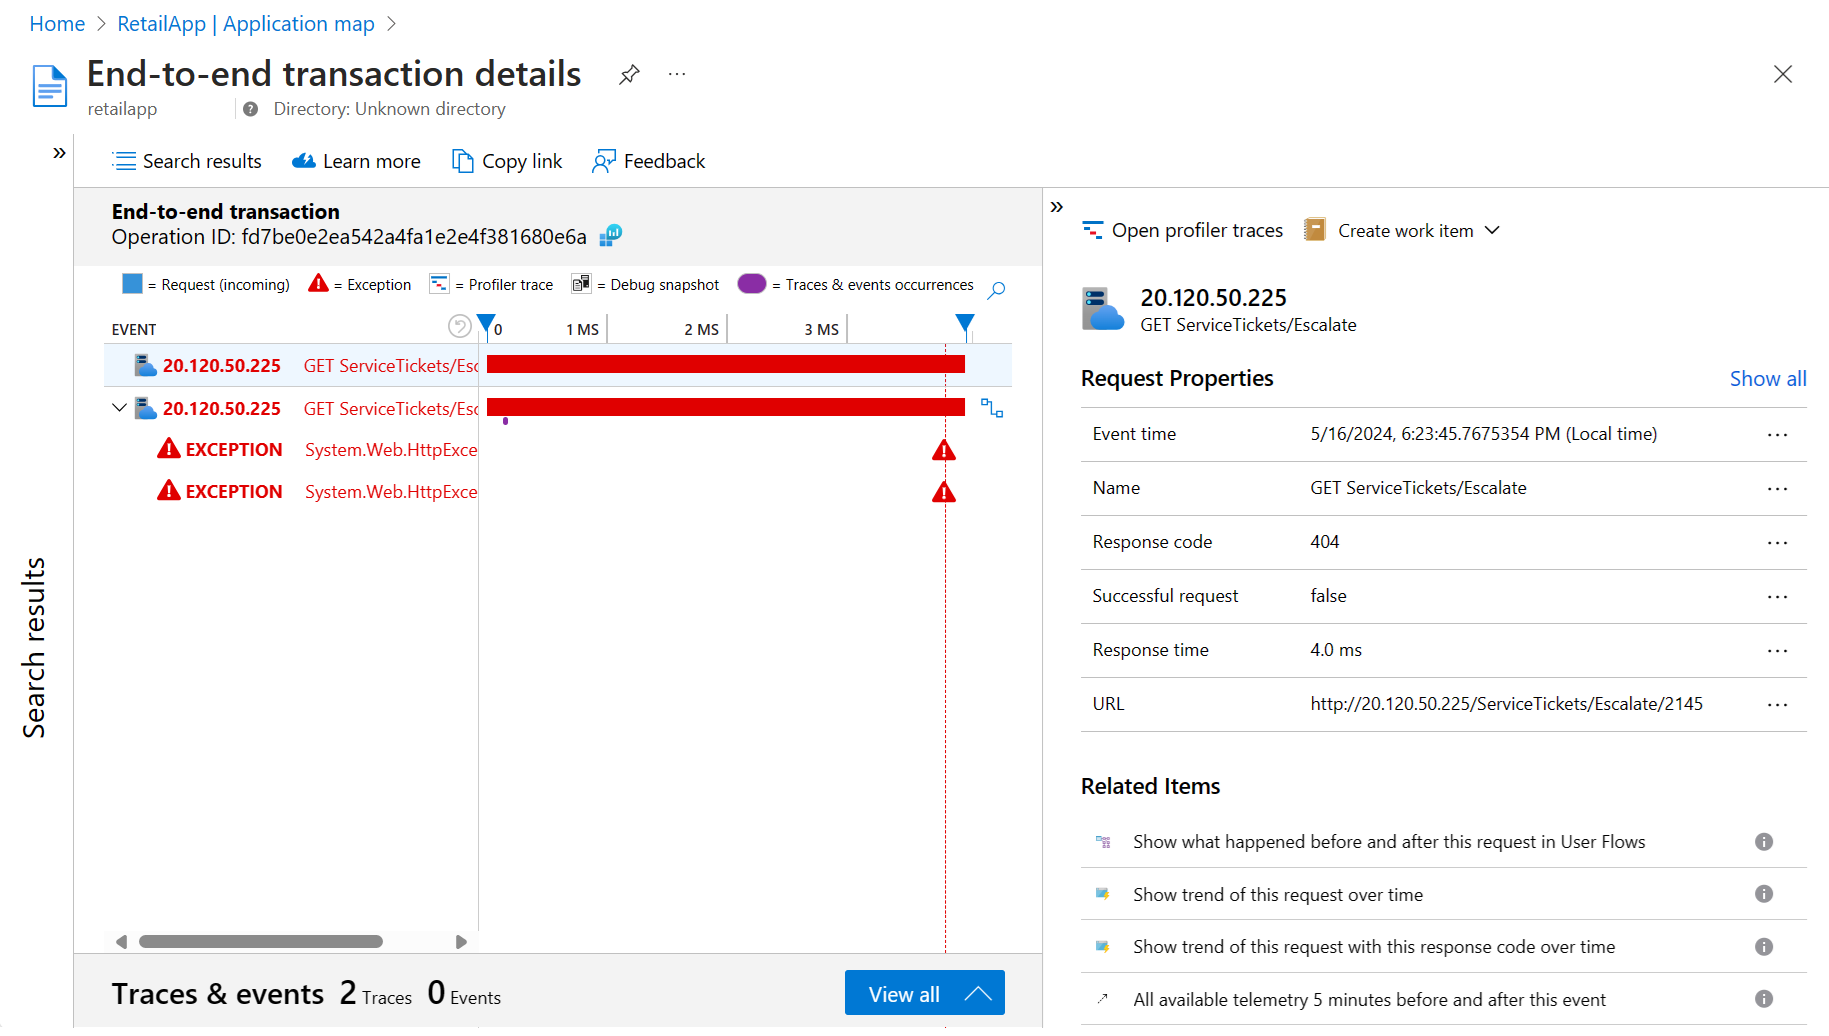 Home > RetailApp | Application map >
End-to-end transaction details ...
retailapp
Directory: Unknown directory
»
Search results
Learn more
Copy link
Feedback
End-to-end transaction
Operation ID: fd7be0e2ea542a4fa1e2e4f381680e6a
= Request (incoming)
= Exception
= Profiler trace
= Debug snapshot
= Traces & events occurrences
EVENT
0
1 MS
2 MS
3 MS
20.120.50.225 GET ServiceTickets/Esc
20.120.50.225 GET ServiceTickets/Esc
EXCEPTION System.Web.HttpExce
EXCEPTION System.Web.HttpExce
Search results
Traces & events 2 Traces 0 Events
View all
»
Open profiler traces
Create work item
20.120.50.225
GET ServiceTickets/Escalate
Request Properties
Show all
Event time 5/16/2024, 6:23:45.7675354 PM (Local time) ...
Name GET ServiceTickets/Escalate ...
Response code 404 ...
Successful request false ...
Response time 4.0 ms ...
URL http://20.120.50.225/ServiceTickets/Escalate/2145 ...
Related Items
Show what happened before and after this request in User Flows
Show trend of this request over time
Show trend of this request with this response code over time
All available telemetry 5 minutes before and after this event